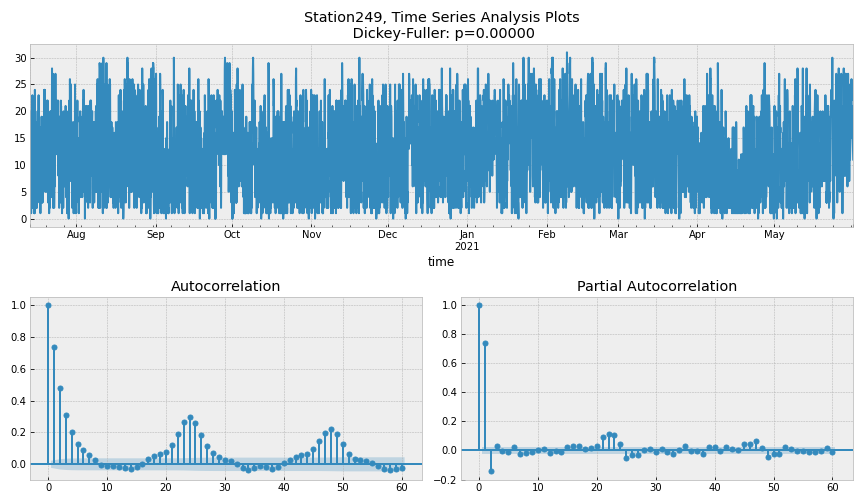 Station249, Time Series Analysis Plots
Dickey-Fuller: p=0.00000
30
25
20
15
10
5
0
Aug Sep Oct Nov Dec Jan Feb Mar Apr May
2021
time
Autocorrelation
1.0
0.8
0.6
0.4
0.2
0.0
0 10 20 30 40 50 60
Partial Autocorrelation
1.0
0.8
0.6
0.4
0.2
0.0
−0.2
0 10 20 30 40 50 60